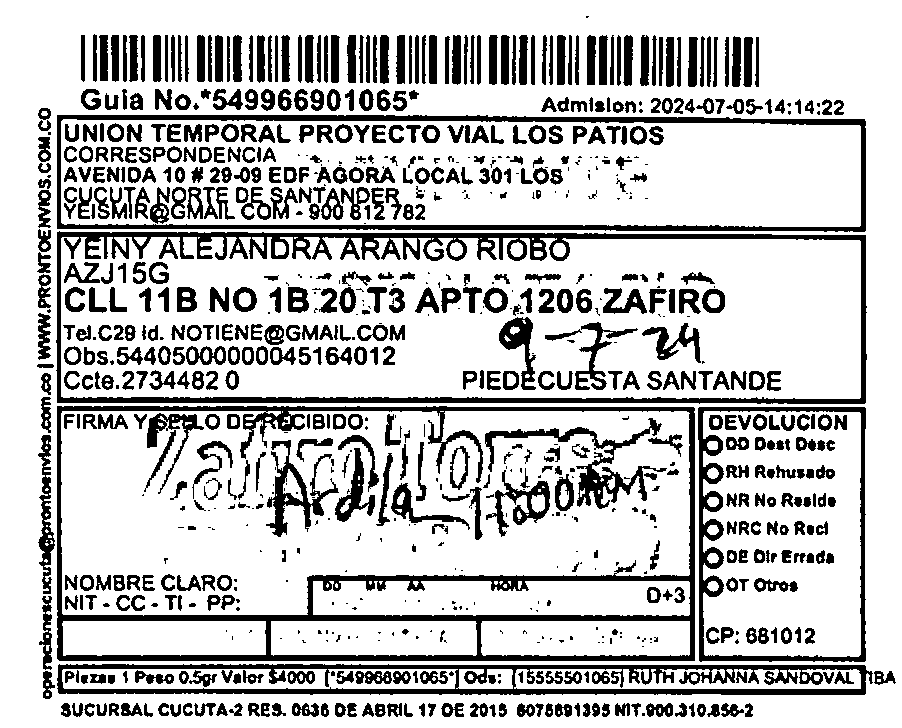 Guia No.*549966901065*
Admision: 2024-07-05-14:14:22
operacionescucuta@prontoenvios.com.co | WWW.PRONTOENVIOS.COM.CO
UNION TEMPORAL PROYECTO VIAL LOS PATIOS
CORRESPONDENCIA
AVENIDA 10 # 29-09 EDF AGORA LOCAL 301 LOS
CUCUTA NORTE DE SANTANDER
YEISMIR@GMAIL COM - 900 812 782
YEINY ALEJANDRA ARANGO RIOBO
AZJ15G
CLL 11B NO 1B 20 T3 APTO 1206 ZAFIRO
Tel.C29 Id. NOTIENE@GMAIL.COM
9-7-24
Obs.54405000000045164012
Ccte.2734482 0
PIEDECUESTA SANTANDE
FIRMA Y SELLO DE RECIBIDO:
Zafiro
Ardila
NOMBRE CLARO:
NIT - CC - TI - PP:
DD MM AA HORA
D+3
DEVOLUCION
DD Dest Desc
RH Rehusado
NR No Reside
NRC No Recl
DE Dir Errada
OT Otros
CP: 681012
Piezas 1 Peso 0.5gr Valor $4000 [*549966901065*] Ods: [15555501065] RUTH JOHANNA SANDOVAL TIBA
SUCURSAL CUCUTA-2 RES. 0636 DE ABRIL 17 DE 2015 6075691395 NIT.900.310.856-2